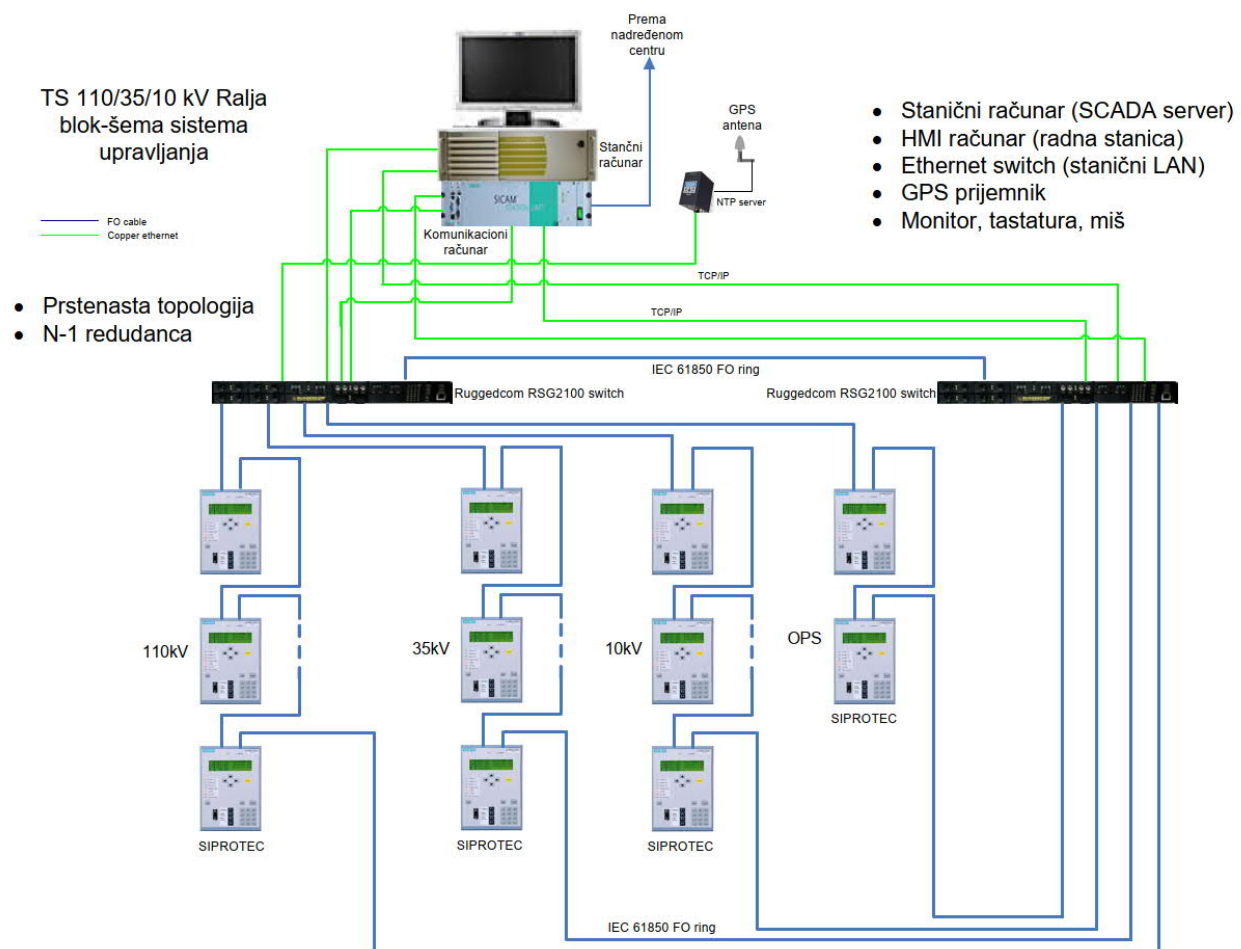 Prema
nadređenom
centru
TS 110/35/10 kV Ralja
blok-šema sistema
upravljanja
GPS
antena
Stančni
računar
NTP server
SICAM
Komunikacioni
računar
• Stanični računar (SCADA server)
• HMI računar (radna stanica)
• Ethernet switch (stanični LAN)
• GPS prijemnik
• Monitor, tastatura, miš
FO cable
Copper ethernet
TCP/IP
TCP/IP
• Prstenasta topologija
• N-1 redudanca
IEC 61850 FO ring
Ruggedcom RSG2100 switch
Ruggedcom RSG2100 switch
110kV
35kV
10kV
OPS
SIPROTEC
SIPROTEC
SIPROTEC
SIPROTEC
IEC 61850 FO ring